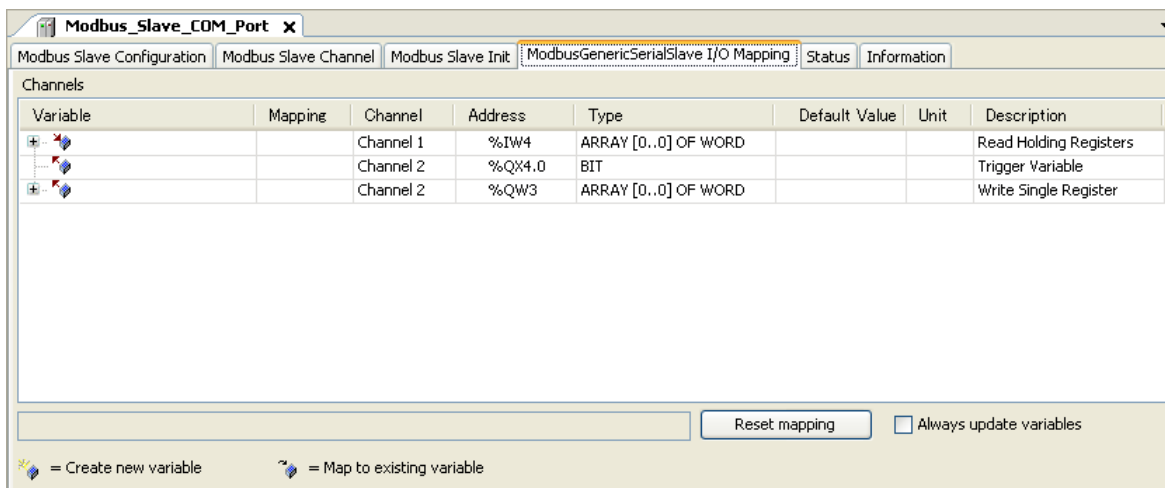 Modbus_Slave_COM_Port X
Modbus Slave Configuration Modbus Slave Channel Modbus Slave Init ModbusGenericSerialSlave I/O Mapping Status Information
Channels
Variable Mapping Channel Address Type Default Value Unit Description
Channel 1 %IW4 ARRAY [0..0] OF WORD Read Holding Registers
Channel 2 %QX4.0 BIT Trigger Variable
Channel 2 %QW3 ARRAY [0..0] OF WORD Write Single Register
Reset mapping Always update variables
= Create new variable = Map to existing variable